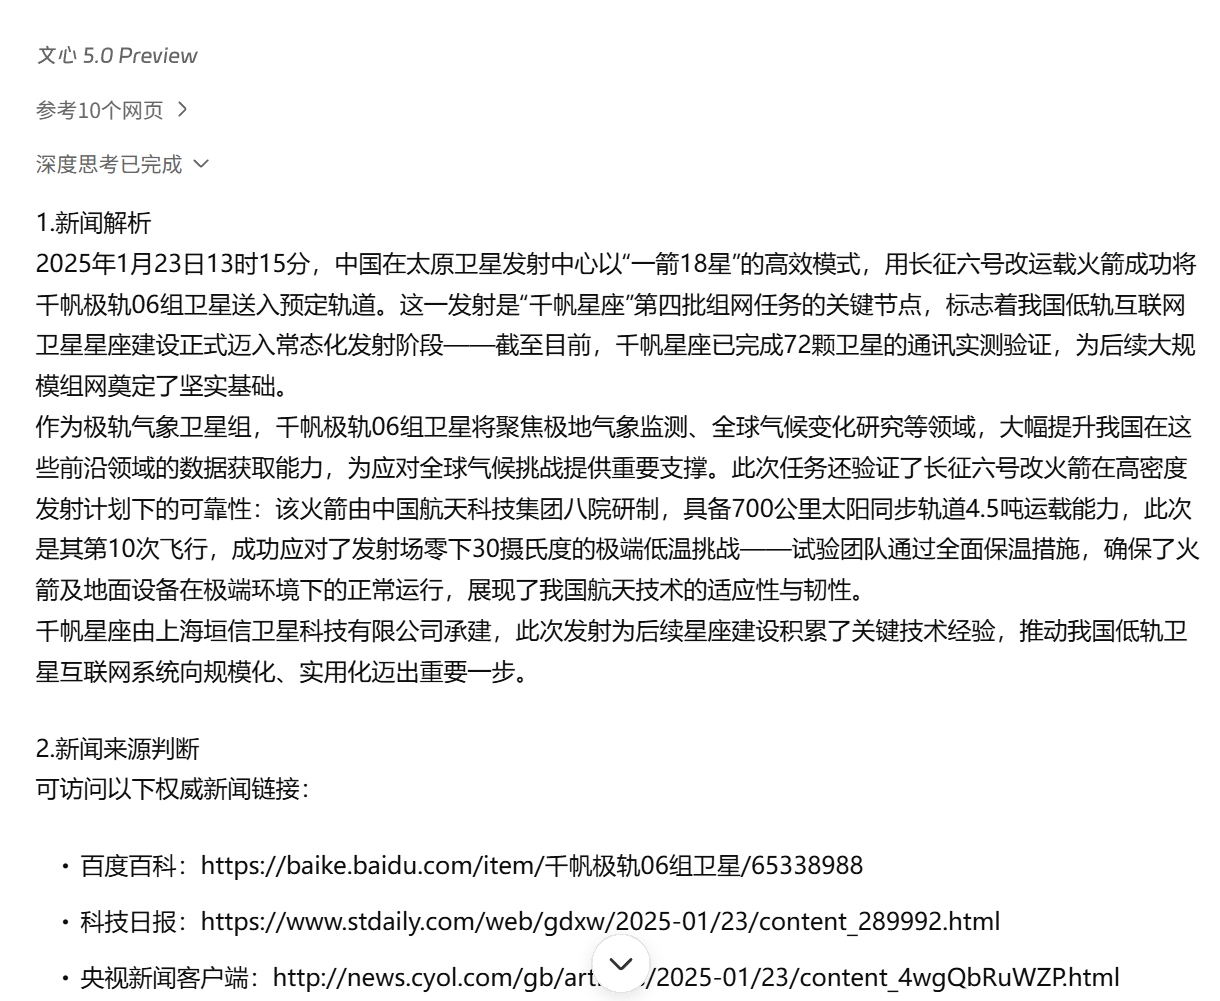 文心 5.0 Preview
参考10个网页
深度思考已完成
1.新闻解析
2025年1月23日13时15分，中国在太原卫星发射中心以“一箭18星”的高效模式，用长征六号改运载火箭成功将
千帆极轨06组卫星送入预定轨道。这一发射是“千帆星座”第四批组网任务的关键节点，标志着我国低轨互联网
卫星星座建设正式迈入常态化发射阶段——截至目前，千帆星座已完成72颗卫星的通讯实测验证，为后续大规
模组网奠定了坚实基础。
作为极轨气象卫星组，千帆极轨06组卫星将聚焦极地气象监测、全球气候变化研究等领域，大幅提升我国在这
些前沿领域的数据获取能力，为应对全球气候挑战提供重要支撑。此次任务还验证了长征六号改火箭在高密度
发射计划下的可靠性：该火箭由中国航天科技集团八院研制，具备700公里太阳同步轨道4.5吨运载能力，此次
是其第10次飞行，成功应对了发射场零下30摄氏度的极端低温挑战——试验团队通过全面保温措施，确保了火
箭及地面设备在极端环境下的正常运行，展现了我国航天技术的适应性与韧性。
千帆星座由上海垣信卫星科技有限公司承建，此次发射为后续星座建设积累了关键技术经验，推动我国低轨卫
星互联网系统向规模化、实用化迈出重要一步。
2.新闻来源判断
可访问以下权威新闻链接：
• 百度百科：https://baike.baidu.com/item/千帆极轨06组卫星/65338988
• 科技日报：https://www.stdaily.com/web/gdxw/2025-01/23/content_289992.html
• 央视新闻客户端：http://news.cyol.com/gb/art /2025-01/23/content_4wgQbRuWZP.html